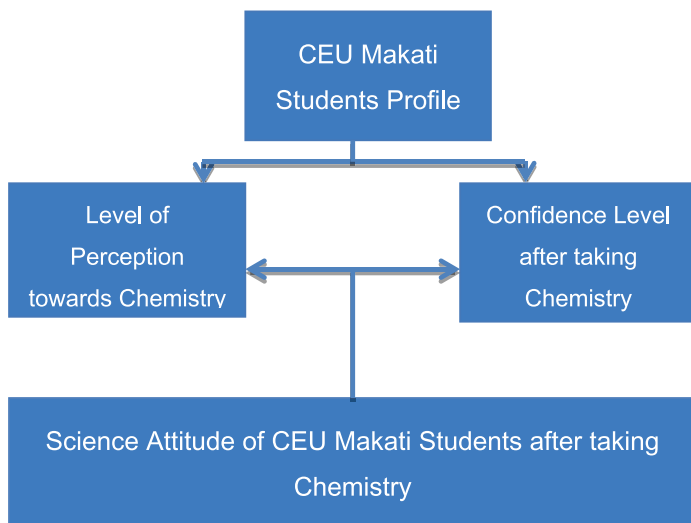 CEU Makati
Students Profile
Level of
Perception
towards Chemistry
Confidence Level
after taking
Chemistry
Science Attitude of CEU Makati Students after taking
Chemistry